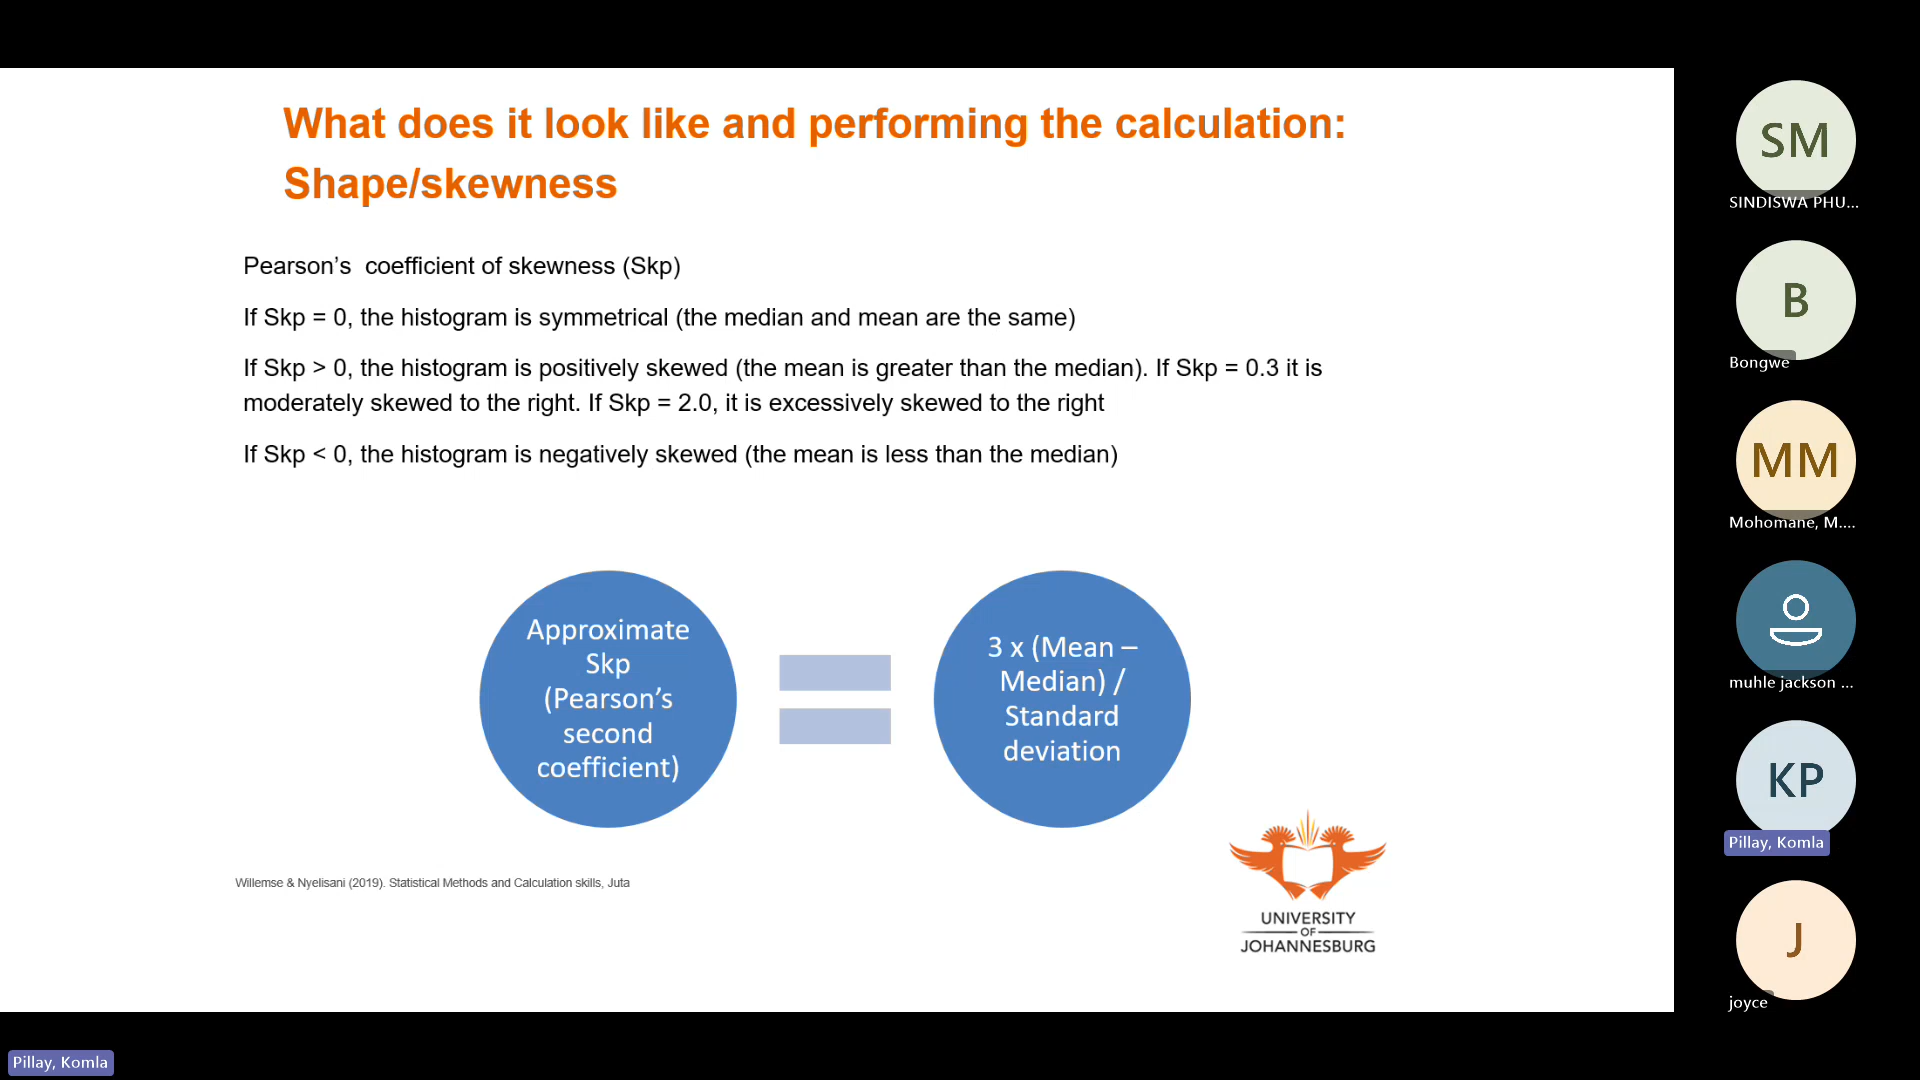 What does it look like and performing the calculation:
Shape/skewness
Pearson’s  coefficient of skewness (Skp)
If Skp = 0, the histogram is symmetrical (the median and mean are the same)
If Skp > 0, the histogram is positively skewed (the mean is greater than the median). If Skp = 0.3 it is
moderately skewed to the right. If Skp = 2.0, it is excessively skewed to the right
If Skp < 0, the histogram is negatively skewed (the mean is less than the median)
Approximate
Skp
(Pearson’s
second
coefficient)
3 x (Mean –
Median) /
Standard
deviation
Willemse & Nyelisani (2019). Statistical Methods and Calculation skills, Juta
UNIVERSITY
OF
JOHANNESBURG
SM
SINDISWA PHU...
B
Bongwe
MM
Mohomane, M....
muhle jackson ...
KP
Pillay, Komla
J
joyce
Pillay, Komla